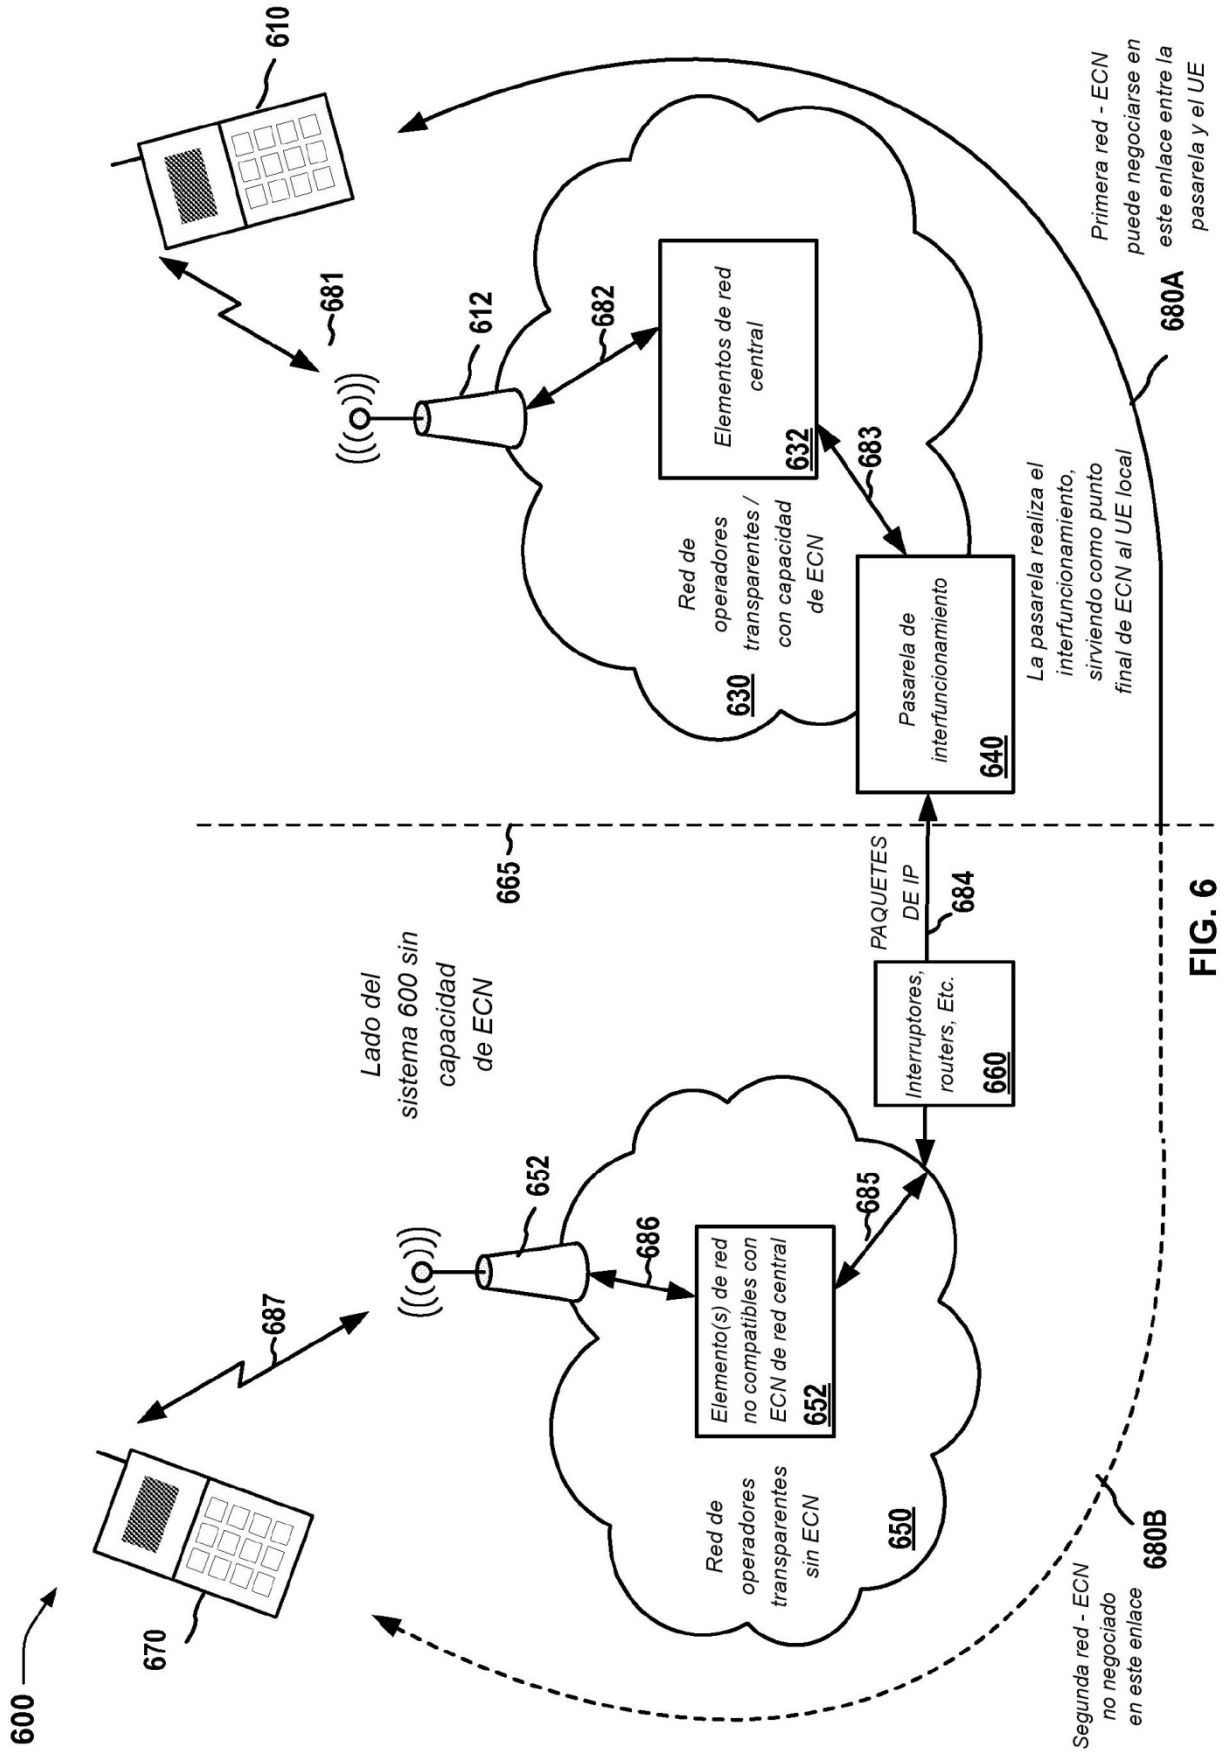 600
670
687
652
Lado del
sistema 600 sin
capacidad
de ECN
665
610
681
612
682
Elementos de red
central
632
683
Red de
operadores
transparentes /
con capacidad
de ECN
630
Pasarela de
interfuncionamiento
640
La pasarela realiza el
interfuncionamiento,
sirviendo como punto
final de ECN al UE local
Primera red - ECN
puede negociarse en
este enlace entre la
pasarela y el UE
680A
PAQUETES
DE IP
684
Interruptores,
routers, Etc.
660
685
686
Elemento(s) de red
no compatibles con
ECN de red central
652
Red de
operadores
transparentes
sin ECN
650
Segunda red - ECN
no negociado
en este enlace
680B
FIG. 6